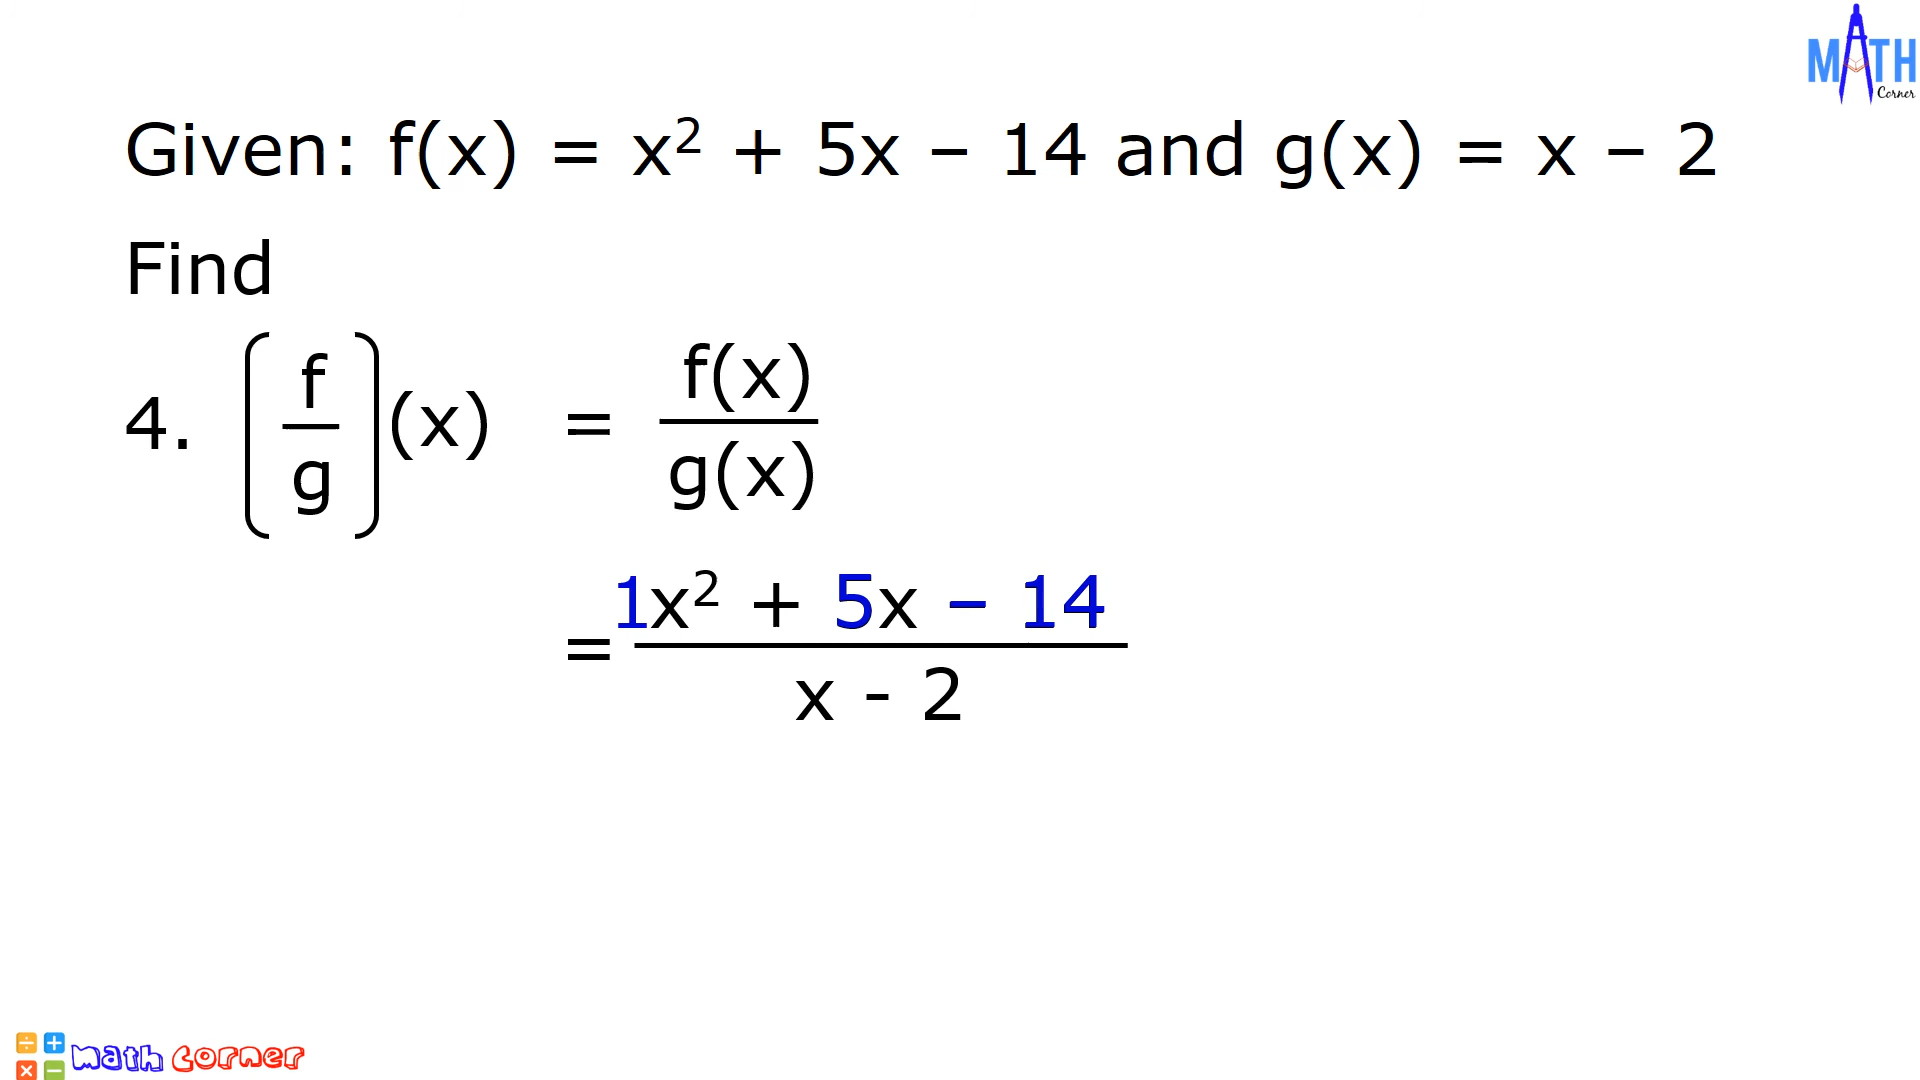 MATH
Corner
Given: f(x) = x² + 5x – 14 and g(x) = x – 2
Find
4. (f/g)(x) = f(x)/g(x)
= 1x² + 5x – 14
x - 2
÷ + × − math corner